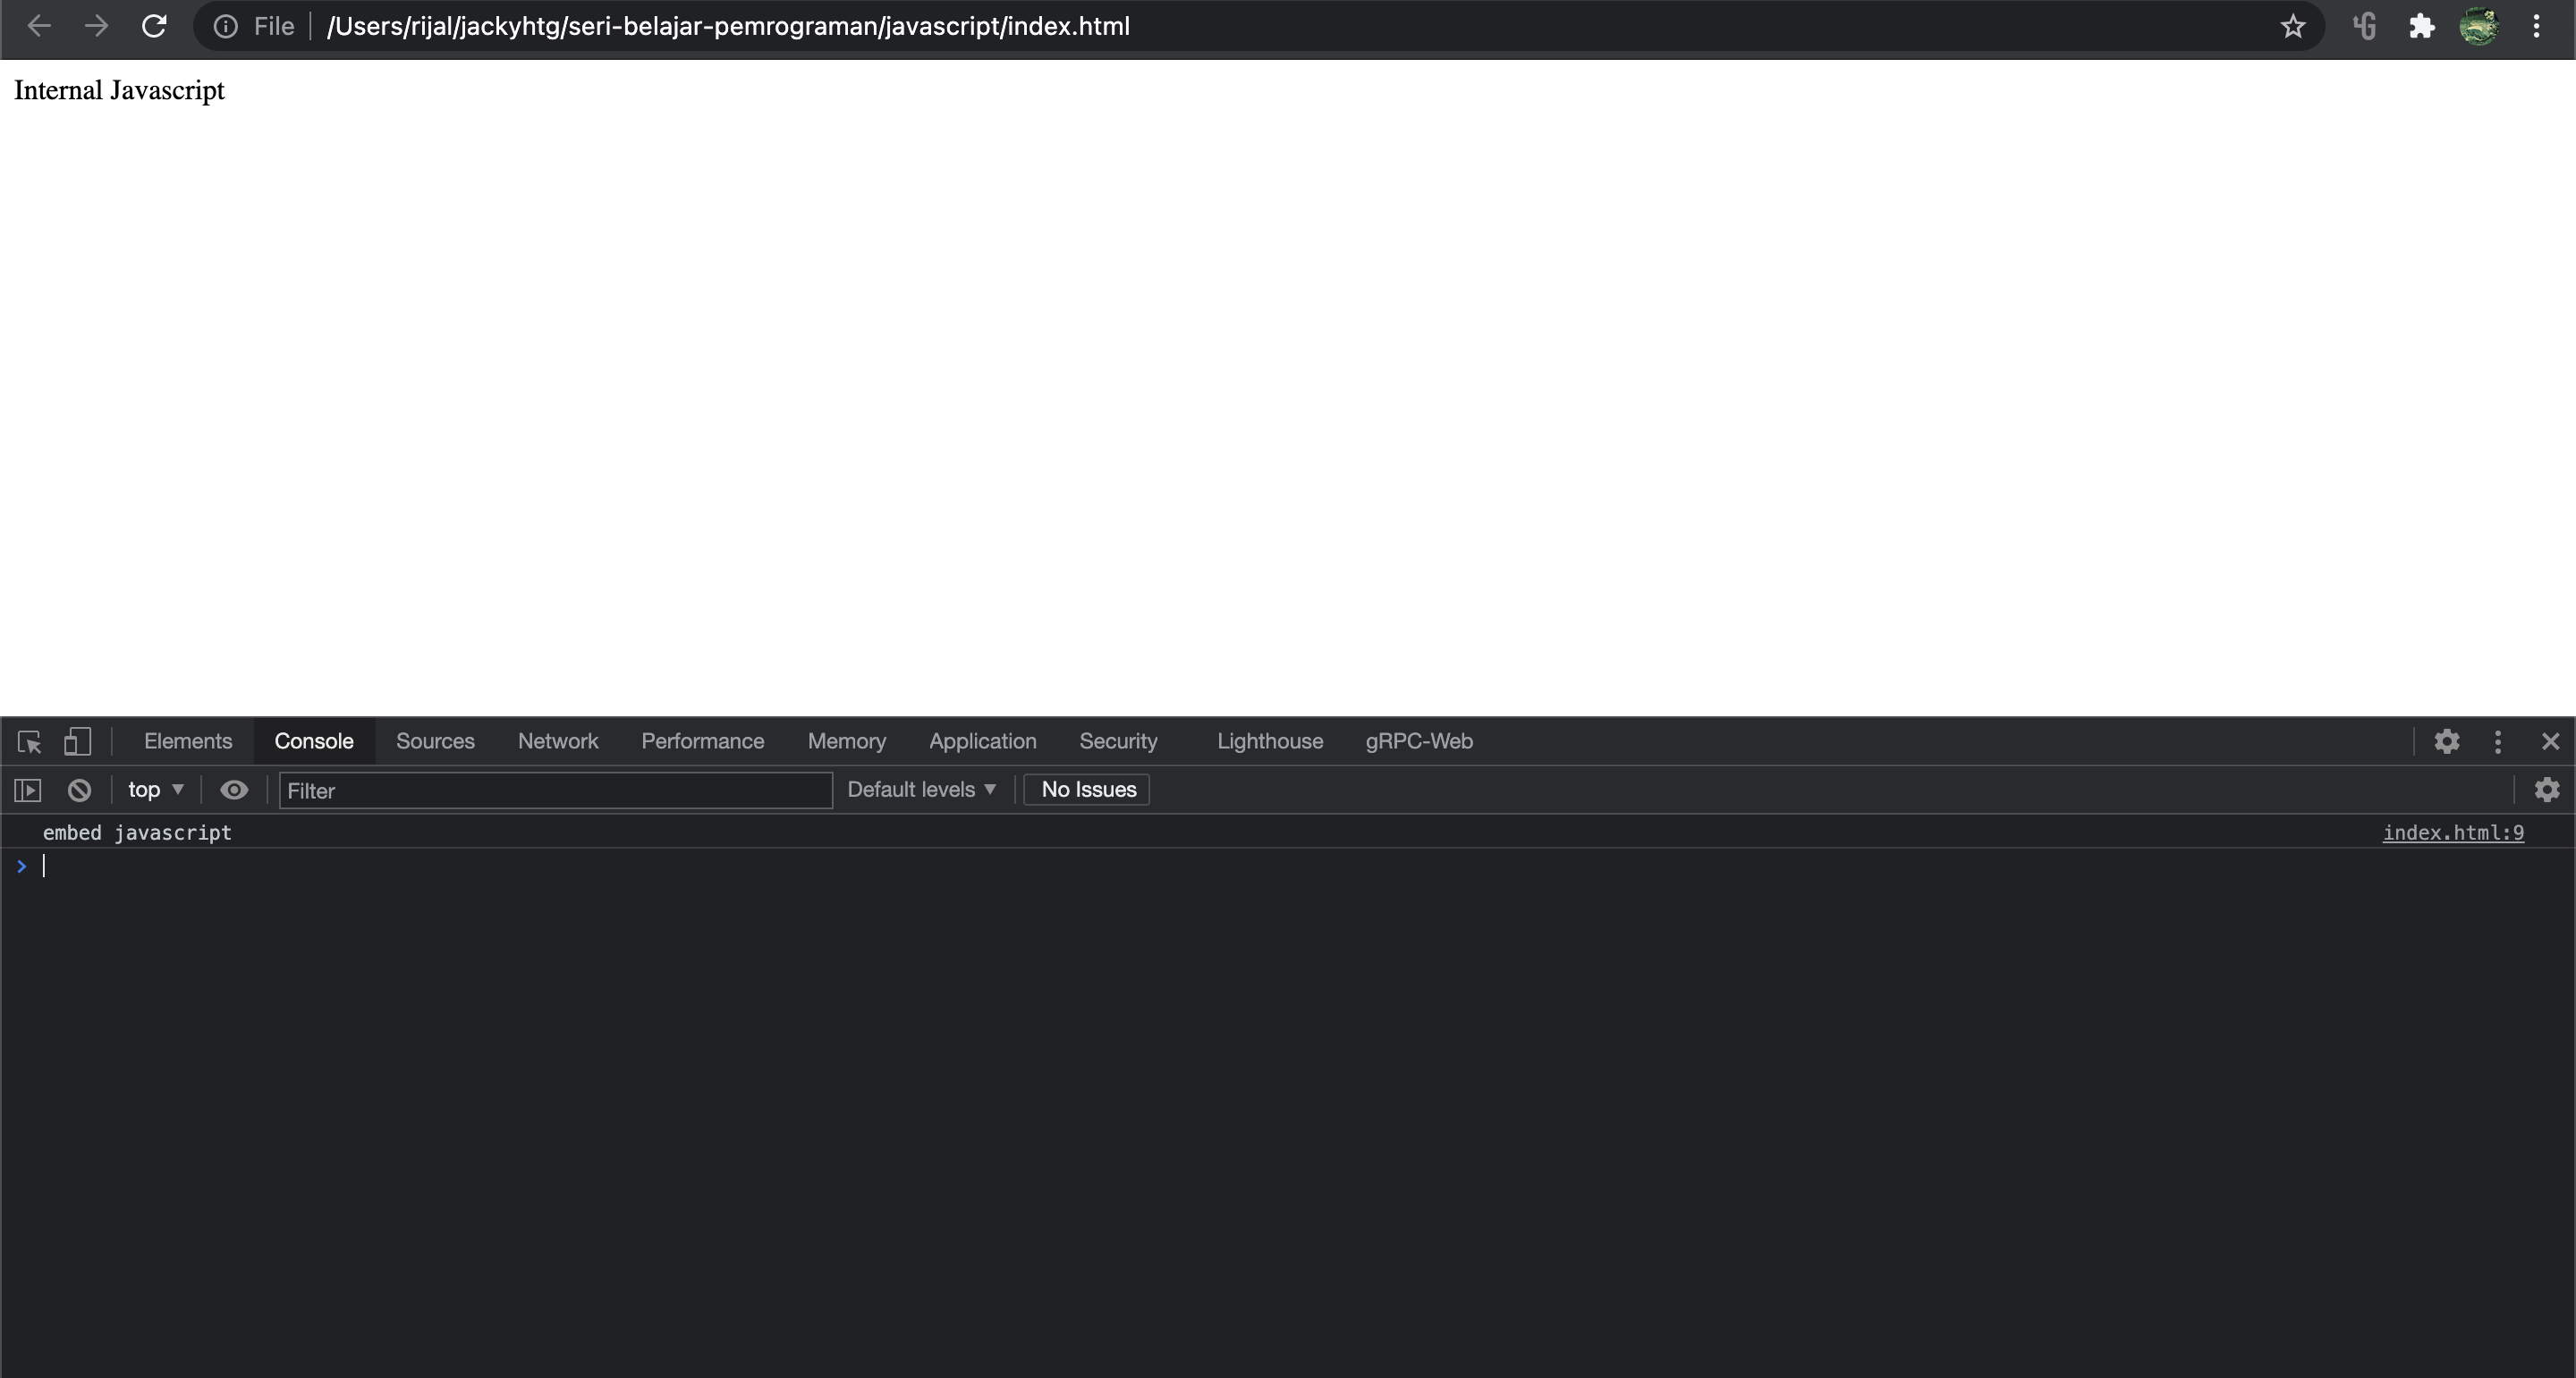 File /Users/rijal/jackyhtg/seri-belajar-pemrograman/javascript/index.html
Internal Javascript
Elements Console Sources Network Performance Memory Application Security Lighthouse gRPC-Web
top Filter Default levels No Issues
embed javascript index.html:9